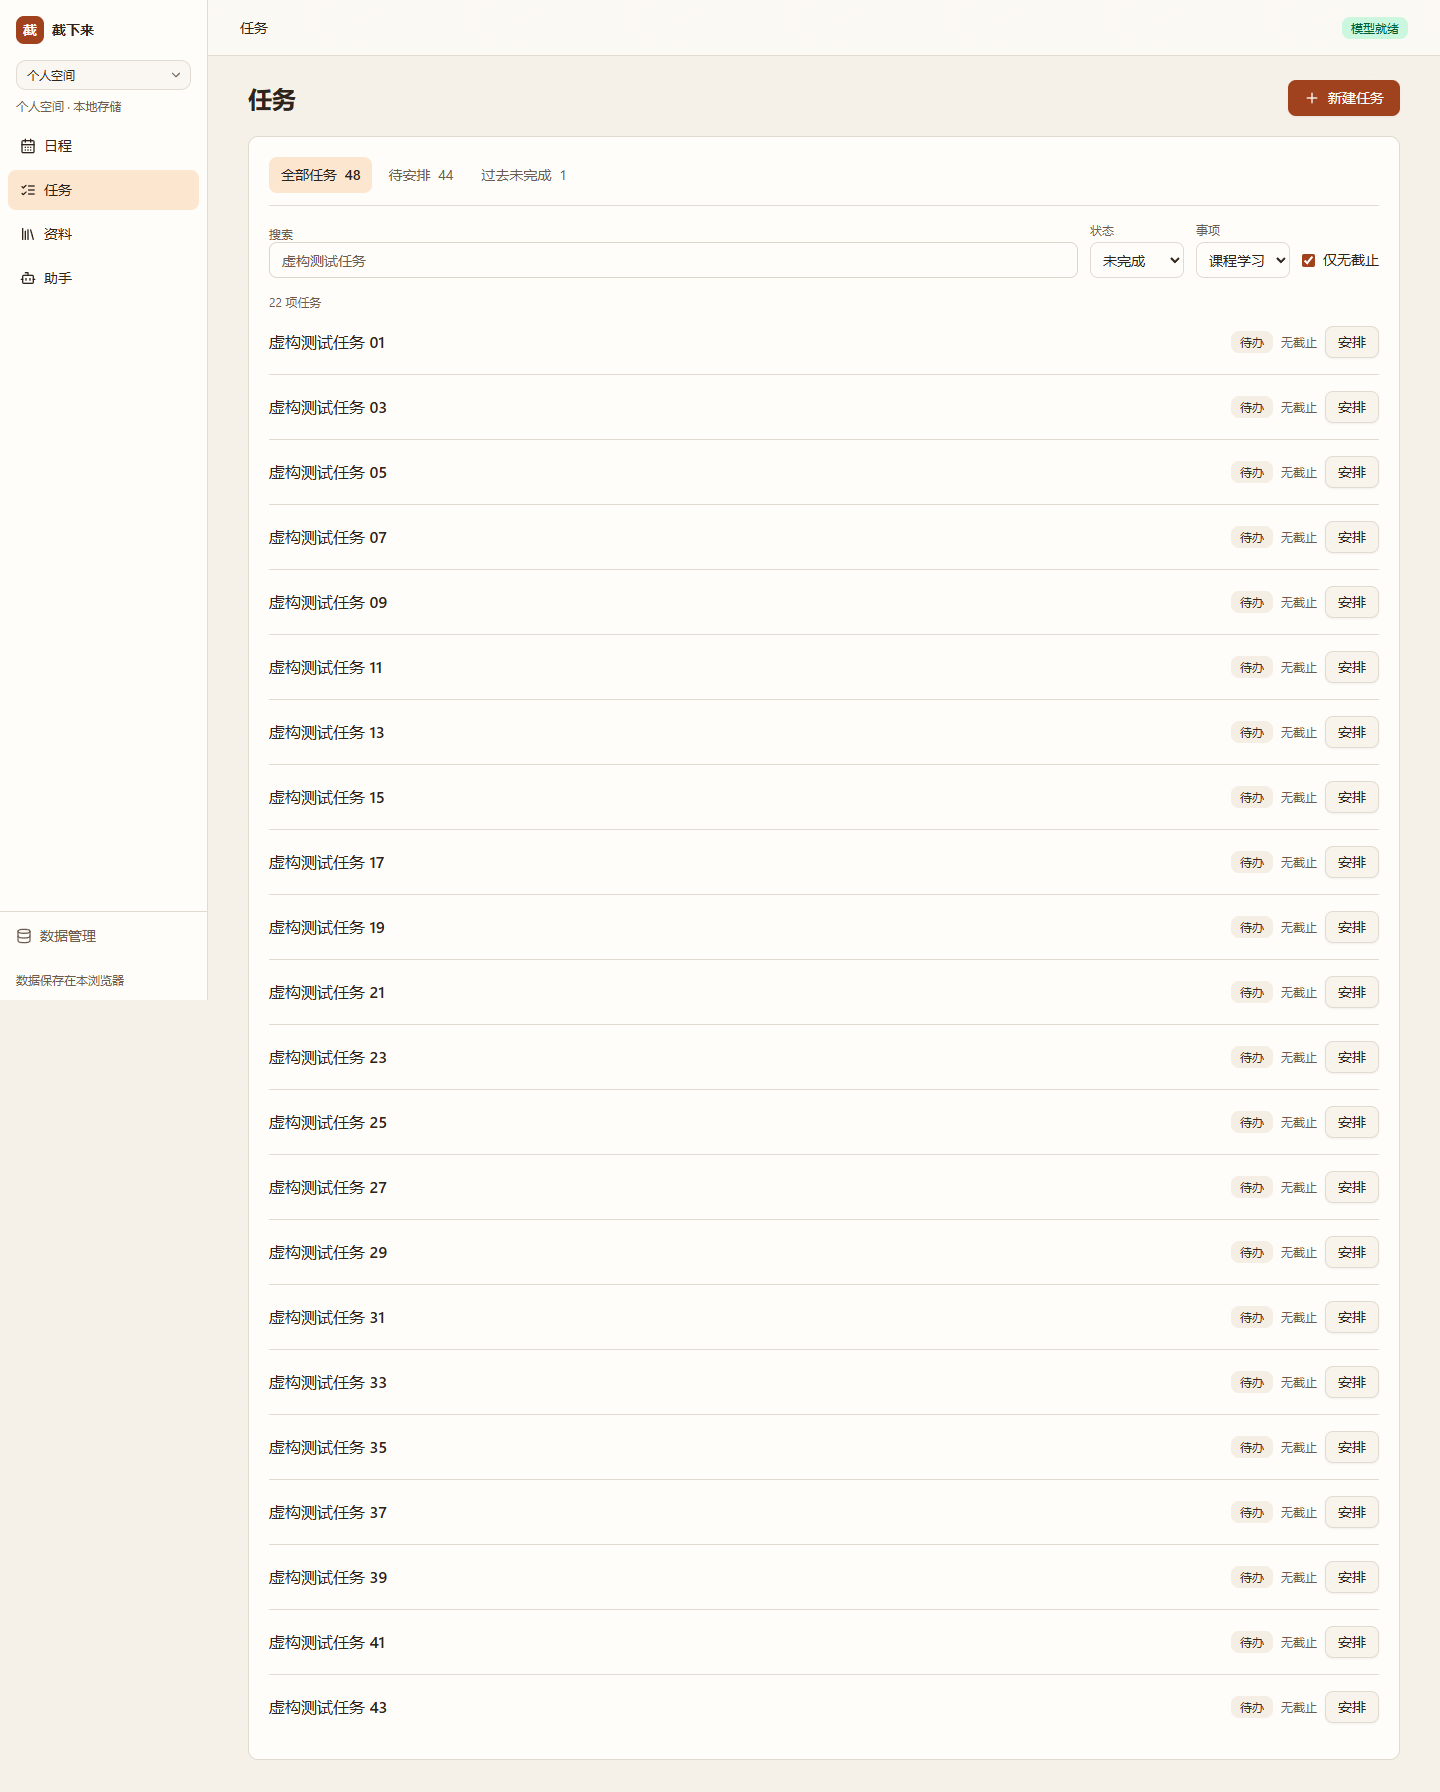 截 截下来
个人空间
个人空间 · 本地存储
日程
任务
资料
助手
数据管理
数据保存在本浏览器
任务
模型就绪
任务
新建任务
全部任务 48 待安排 44 过去未完成 1
搜索 状态 事项
虚构测试任务 未完成 课程学习 仅无截止
22 项任务
虚构测试任务 01 待办 无截止 安排
虚构测试任务 03 待办 无截止 安排
虚构测试任务 05 待办 无截止 安排
虚构测试任务 07 待办 无截止 安排
虚构测试任务 09 待办 无截止 安排
虚构测试任务 11 待办 无截止 安排
虚构测试任务 13 待办 无截止 安排
虚构测试任务 15 待办 无截止 安排
虚构测试任务 17 待办 无截止 安排
虚构测试任务 19 待办 无截止 安排
虚构测试任务 21 待办 无截止 安排
虚构测试任务 23 待办 无截止 安排
虚构测试任务 25 待办 无截止 安排
虚构测试任务 27 待办 无截止 安排
虚构测试任务 29 待办 无截止 安排
虚构测试任务 31 待办 无截止 安排
虚构测试任务 33 待办 无截止 安排
虚构测试任务 35 待办 无截止 安排
虚构测试任务 37 待办 无截止 安排
虚构测试任务 39 待办 无截止 安排
虚构测试任务 41 待办 无截止 安排
虚构测试任务 43 待办 无截止 安排